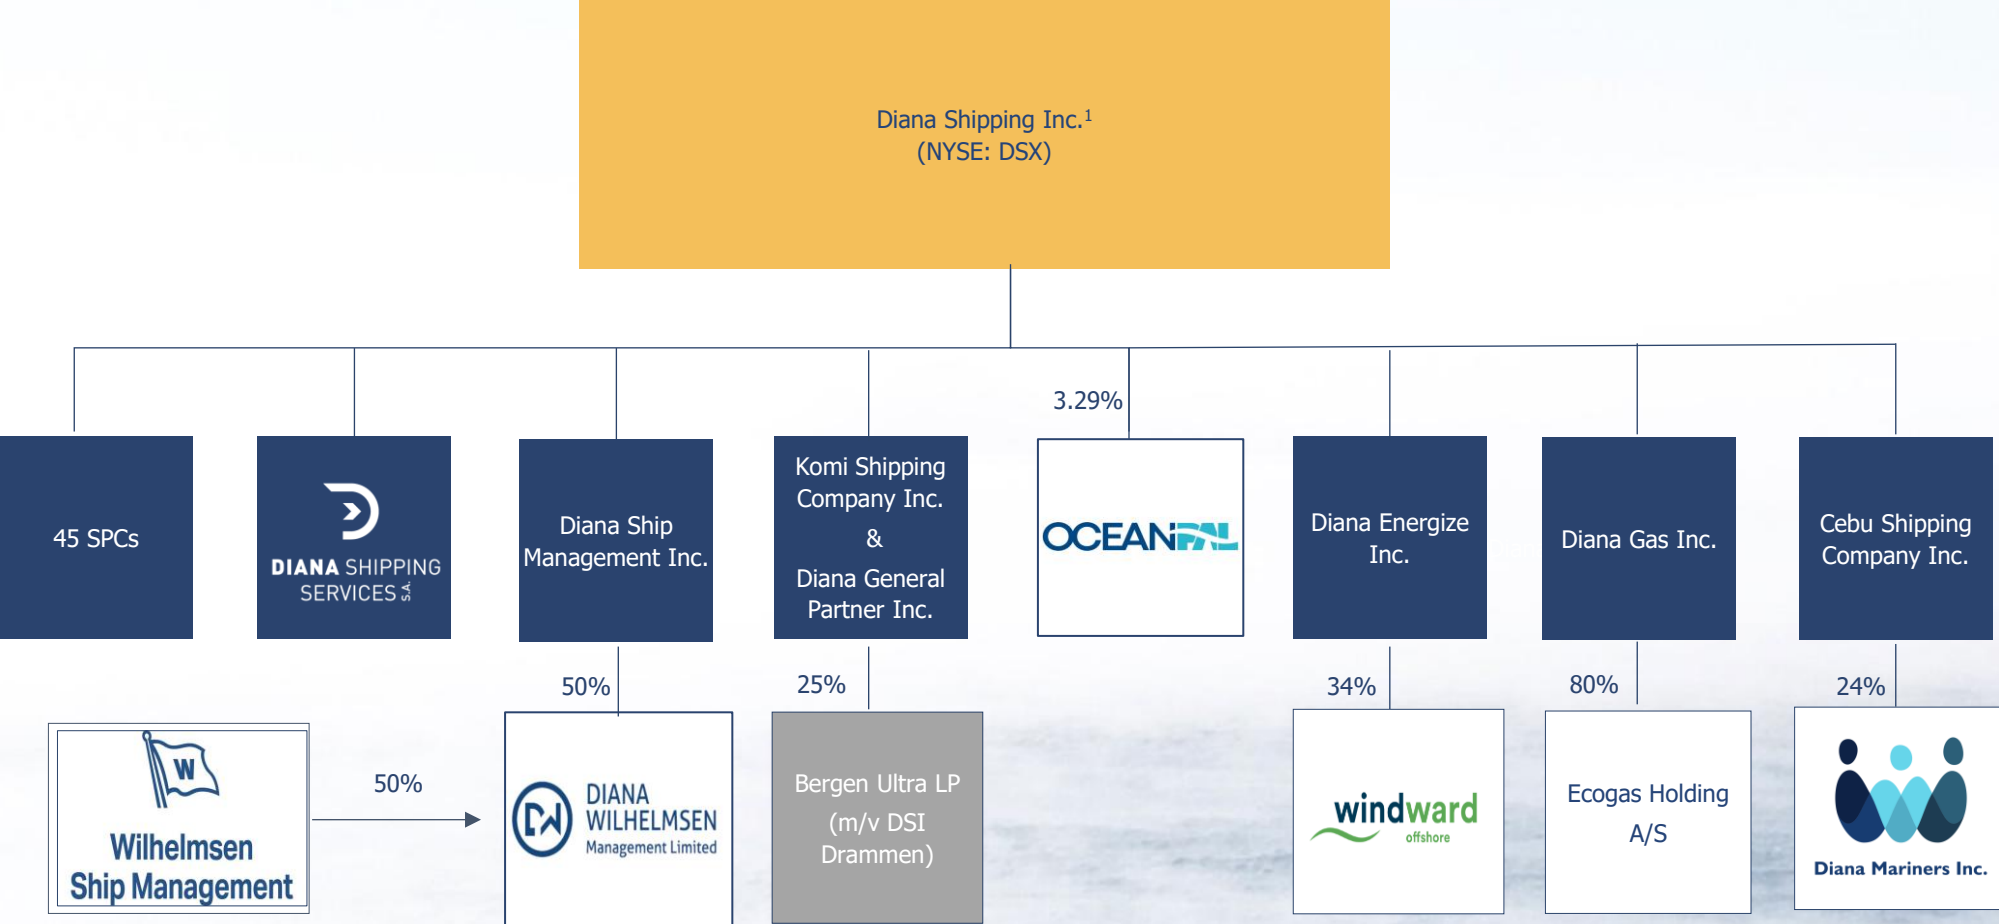 Diana Shipping Inc.¹
(NYSE: DSX)
3.29%
45 SPCs
DIANA SHIPPING
SERVICES S.A.
Diana Ship
Management Inc.
Komi Shipping
Company Inc.
&
Diana General
Partner Inc.
OCEANPAL
Diana Energize
Inc.
Diana Gas Inc.
Cebu Shipping
Company Inc.
50%
25%
34%
80%
24%
W
Wilhelmsen
Ship Management
50%
DW
DIANA
WILHELMSEN
Management Limited
Bergen Ultra LP
(m/v DSI
Drammen)
windward
offshore
Ecogas Holding
A/S
Diana Mariners Inc.